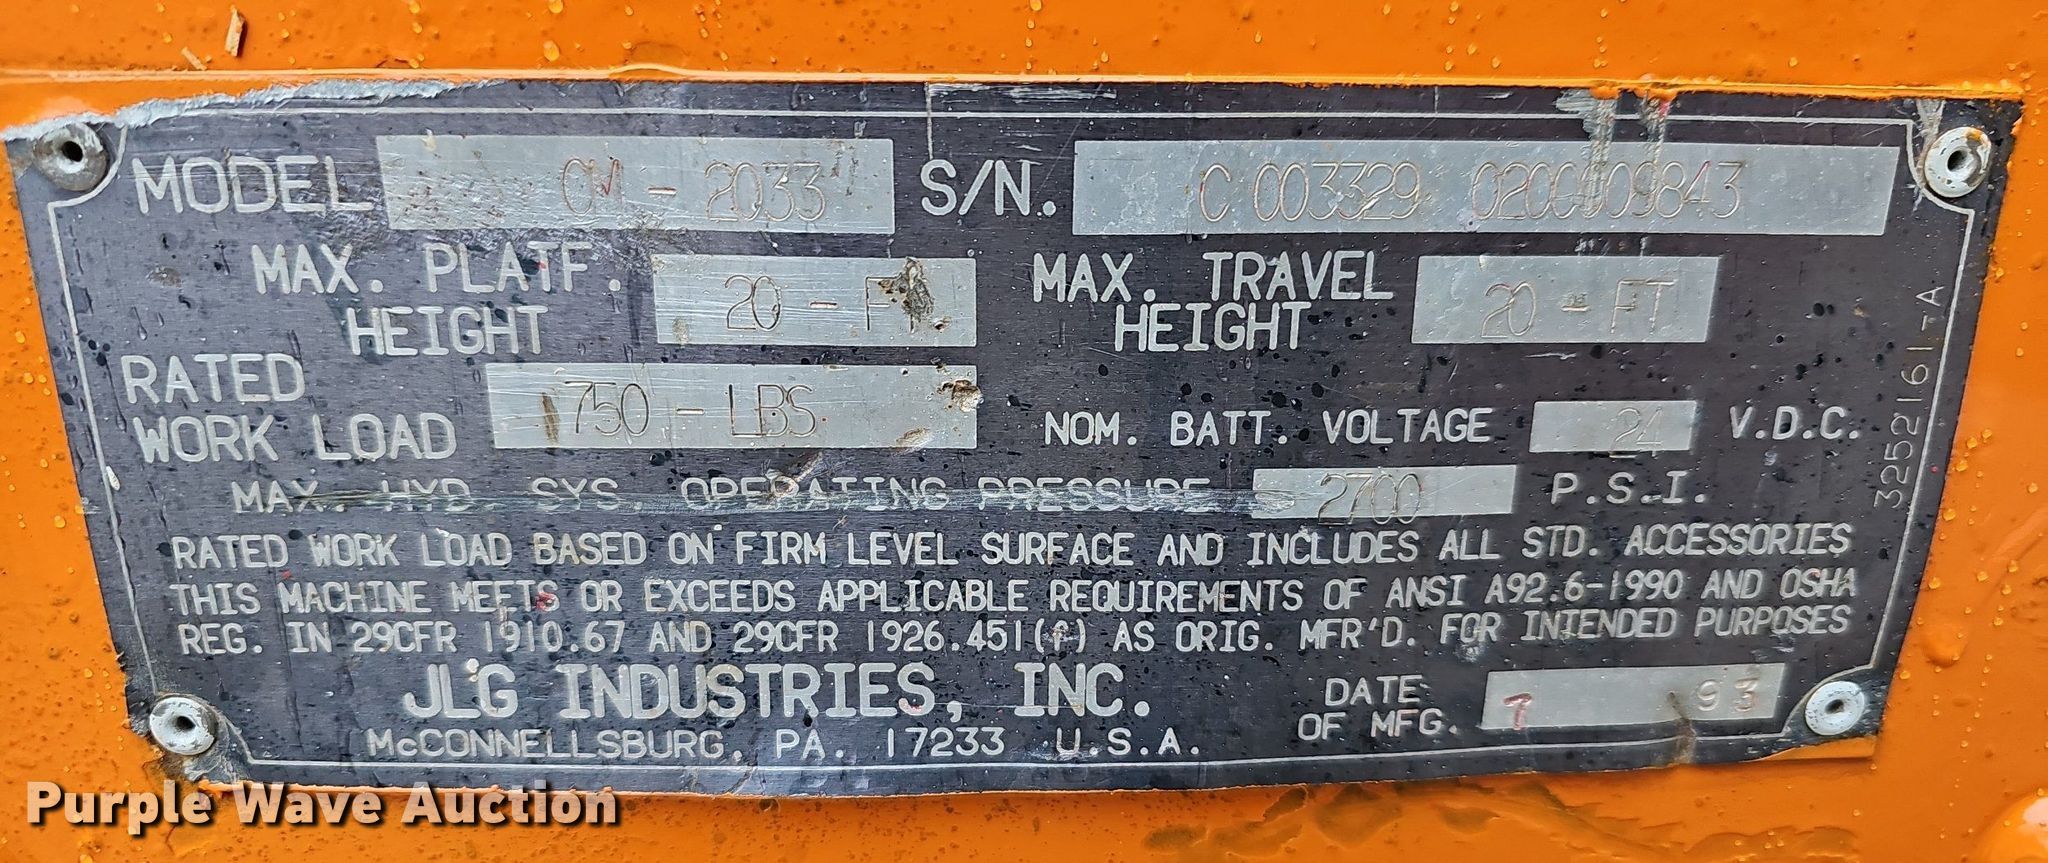 MODEL CM - 2033 S/N. C 003329 0200009843
MAX. PLATF. HEIGHT 20 - FT MAX. TRAVEL HEIGHT 20 - FT
RATED WORK LOAD 750 - LBS NOM. BATT. VOLTAGE 24 V.D.C.
MAX. HYD. SYS. OPERATING PRESSURE 2700 P.S.I.
RATED WORK LOAD BASED ON FIRM LEVEL SURFACE AND INCLUDES ALL STD. ACCESSORIES
THIS MACHINE MEETS OR EXCEEDS APPLICABLE REQUIREMENTS OF ANSI A92.6-1990 AND OSHA
REG. IN 29CFR 1910.67 AND 29CFR 1926.451(f) AS ORIG. MFR'D. FOR INTENDED PURPOSES
JLG INDUSTRIES, INC.
McCONNELLSBURG, PA. 17233 U.S.A.
DATE OF MFG. 7 93
3252161-A
Purple Wave Auction